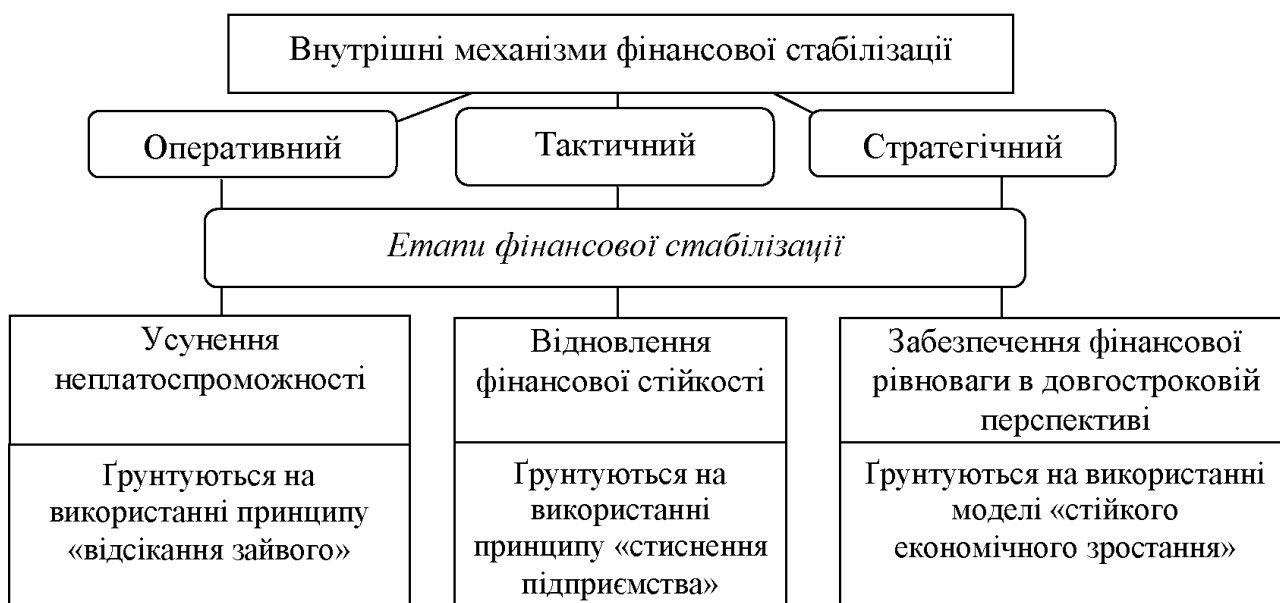 Внутрішні механізми фінансової стабілізації
Оперативний
Тактичний
Стратегічний
Етапи фінансової стабілізації
Усунення
неплатоспроможності
Відновлення
фінансової стійкості
Забезпечення фінансової
рівноваги в довгостроковій
перспективі
Ґрунтуються на
використанні принципу
«відсікання зайвого»
Ґрунтуються на
використанні
принципу «стиснення
підприємства»
Ґрунтуються на використанні
моделі «стійкого
економічного зростання»